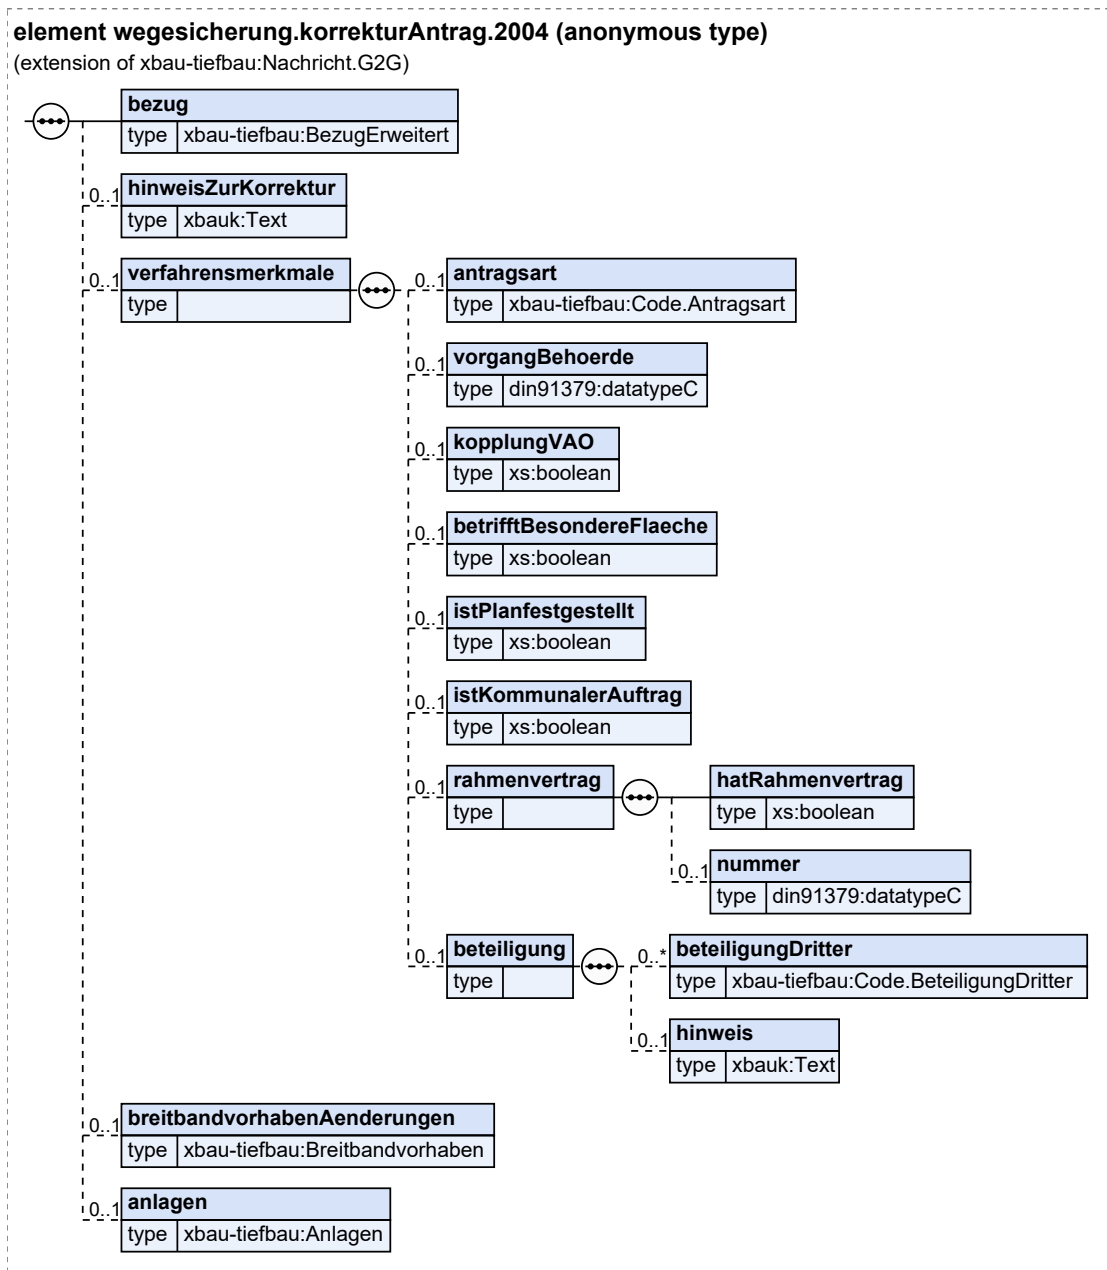 element wegesicherung.korrekturAntrag.2004 (anonymous type)
(extension of xbau-tiefbau:Nachricht.G2G)
bezug
type xbau-tiefbau:BezugErweitert
0..1 hinweisZurKorrektur
type xbauk:Text
0..1 verfahrensmerkmale
type
0..1 antragsart
type xbau-tiefbau:Code.Antragsart
0..1 vorgangBehoerde
type din91379:datatypeC
0..1 kopplungVAO
type xs:boolean
0..1 betrifftBesondereFlaeche
type xs:boolean
0..1 istPlanfestgestellt
type xs:boolean
0..1 istKommunalerAuftrag
type xs:boolean
0..1 rahmenvertrag
type
hatRahmenvertrag
type xs:boolean
0..1 nummer
type din91379:datatypeC
0..1 beteiligung
type
0..* beteiligungDritter
type xbau-tiefbau:Code.BeteiligungDritter
0..1 hinweis
type xbauk:Text
0..1 breitbandvorhabenAenderungen
type xbau-tiefbau:Breitbandvorhaben
0..1 anlagen
type xbau-tiefbau:Anlagen